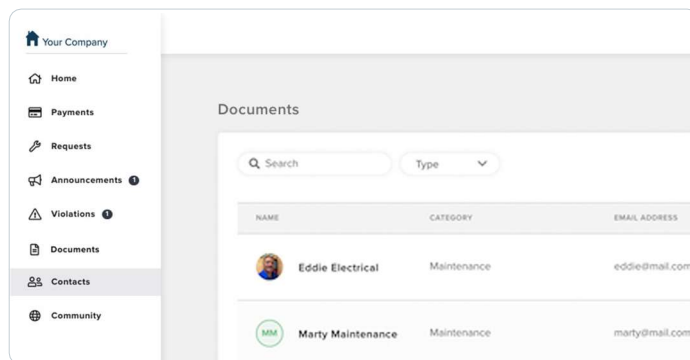 Your Company
Home
Payments
Requests
Announcements 1
Violations 1
Documents
Contacts
Community
Documents
Search
Type
NAME CATEGORY EMAIL ADDRESS
Eddie Electrical Maintenance eddie@mail.com
MM Marty Maintenance Maintenance marty@mail.com